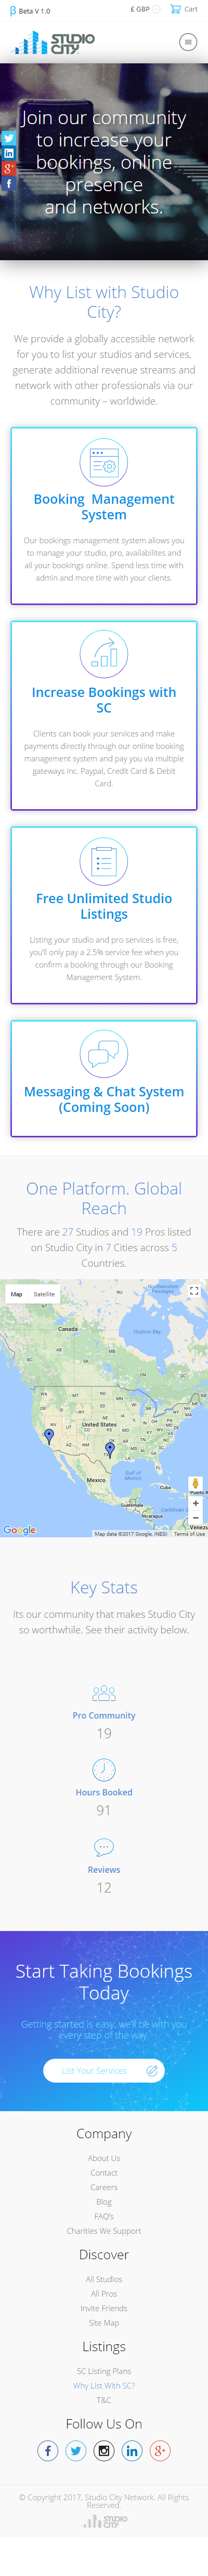 β Beta V 1.0
£ GBP
Cart
STUDIO
CITY
Join our community
to increase your
bookings, online
presence
and networks.
Why List with Studio
City?
We provide a globally accessible network
for you to list your studios and services,
generate additional revenue streams and
network with other professionals via our
community – worldwide.
Booking Management
System
Our bookings management system allows you
to manage your studio, pro, availabilites and
all your bookings online. Spend less time with
admin and more time with your clients.
Increase Bookings with
SC
Clients can book your services and make
payments directly through our online booking
management system and pay you via multiple
gateways inc. Paypal, Credit Card & Debit
Card.
Free Unlimited Studio
Listings
Listing your studio and pro services is free,
you'll only pay a 2.5% service fee when you
confirm a booking through our Booking
Management System.
Messaging & Chat System
(Coming Soon)
One Platform. Global
Reach
There are 27 Studios and 19 Pros listed
on Studio City in 7 Cities across 5
Countries.
Map
Satellite
Northwestern
Passages
Canada
Hudson Bay
AB
BC
SK
MB
ON
QC
United States
Mexico
Gulf of
Mexico
Cuba
Puerto R
Guatemala
Nicaragua
Caribbean
Venezu
Google
Map data ©2017 Google, INEGI
Terms of Use
Key Stats
Its our community that makes Studio City
so worthwhile. See their activity below.
Pro Community
19
Hours Booked
91
Reviews
12
Start Taking Bookings
Today
Getting started is easy, we'll be with you
every step of the way
List Your Services
Company
About Us
Contact
Careers
Blog
FAQ's
Charities We Support
Discover
All Studios
All Pros
Invite Friends
Site Map
Listings
SC Listing Plans
Why List With SC?
T&C
Follow Us On
© Copyright 2017, Studio City Network. All Rights
Reserved.
STUDIO
CITY